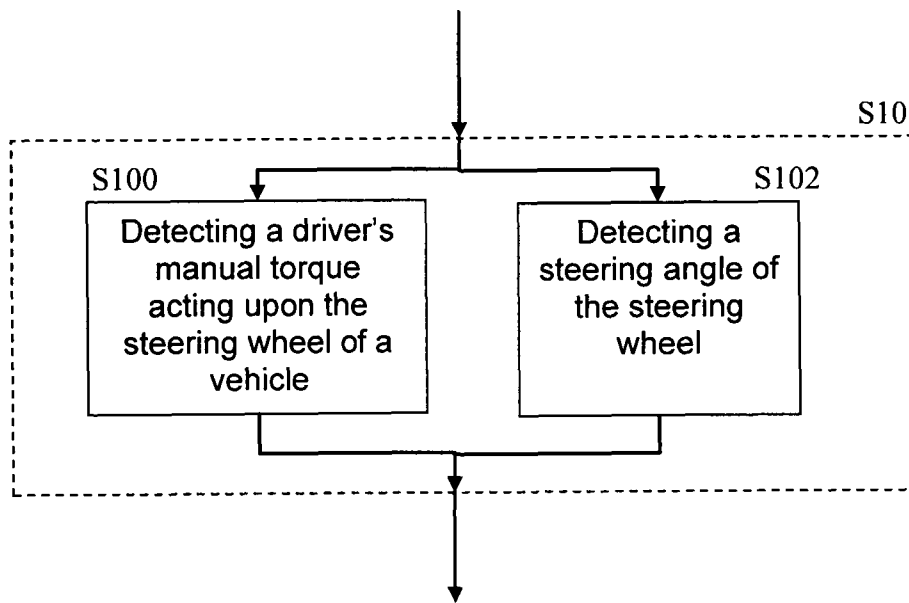 S10
S100
S102
Detecting a driver's
manual torque
acting upon the
steering wheel of a
vehicle
Detecting a
steering angle of
the steering
wheel